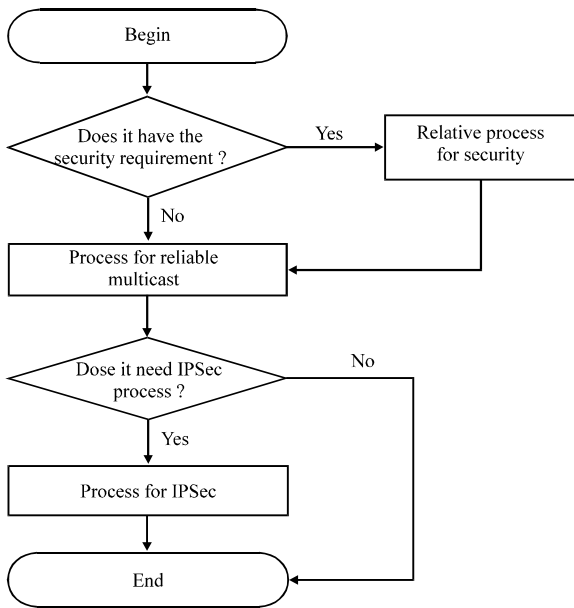 Begin
Does it have the
security requirement ?
Yes
Relative process
for security
No
Process for reliable
multicast
Dose it need IPSec
process ?
No
Yes
Process for IPSec
End